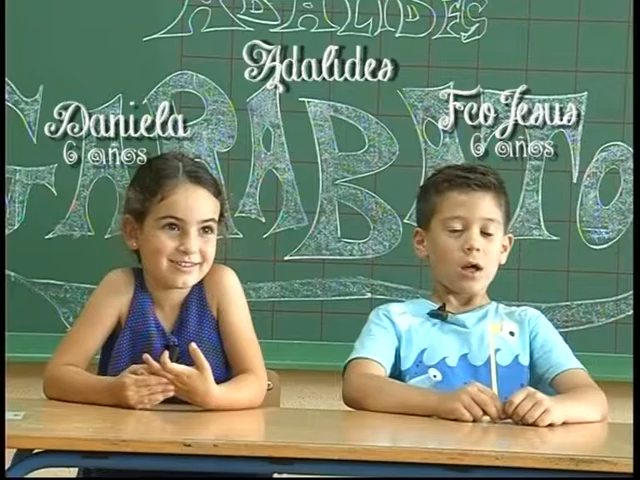 ADALIDES
Adalides
Daniela
6 años
Fco Jesus
6 años
GARABATO